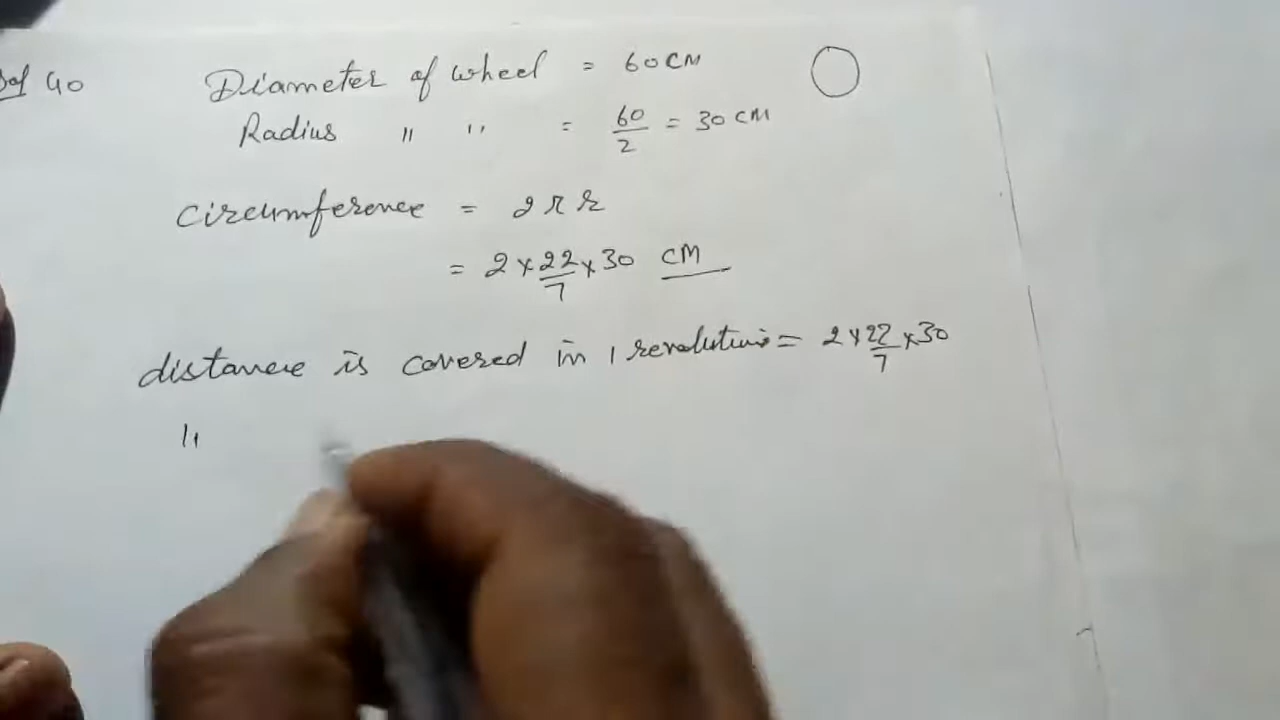 40 Diameter of wheel = 60 CM
Radius " " = 60/2 = 30 CM
circumference = 2πr
= 2 × 22/7 × 30 CM
distance is covered in 1 revolution = 2 × 22/7 × 30
"